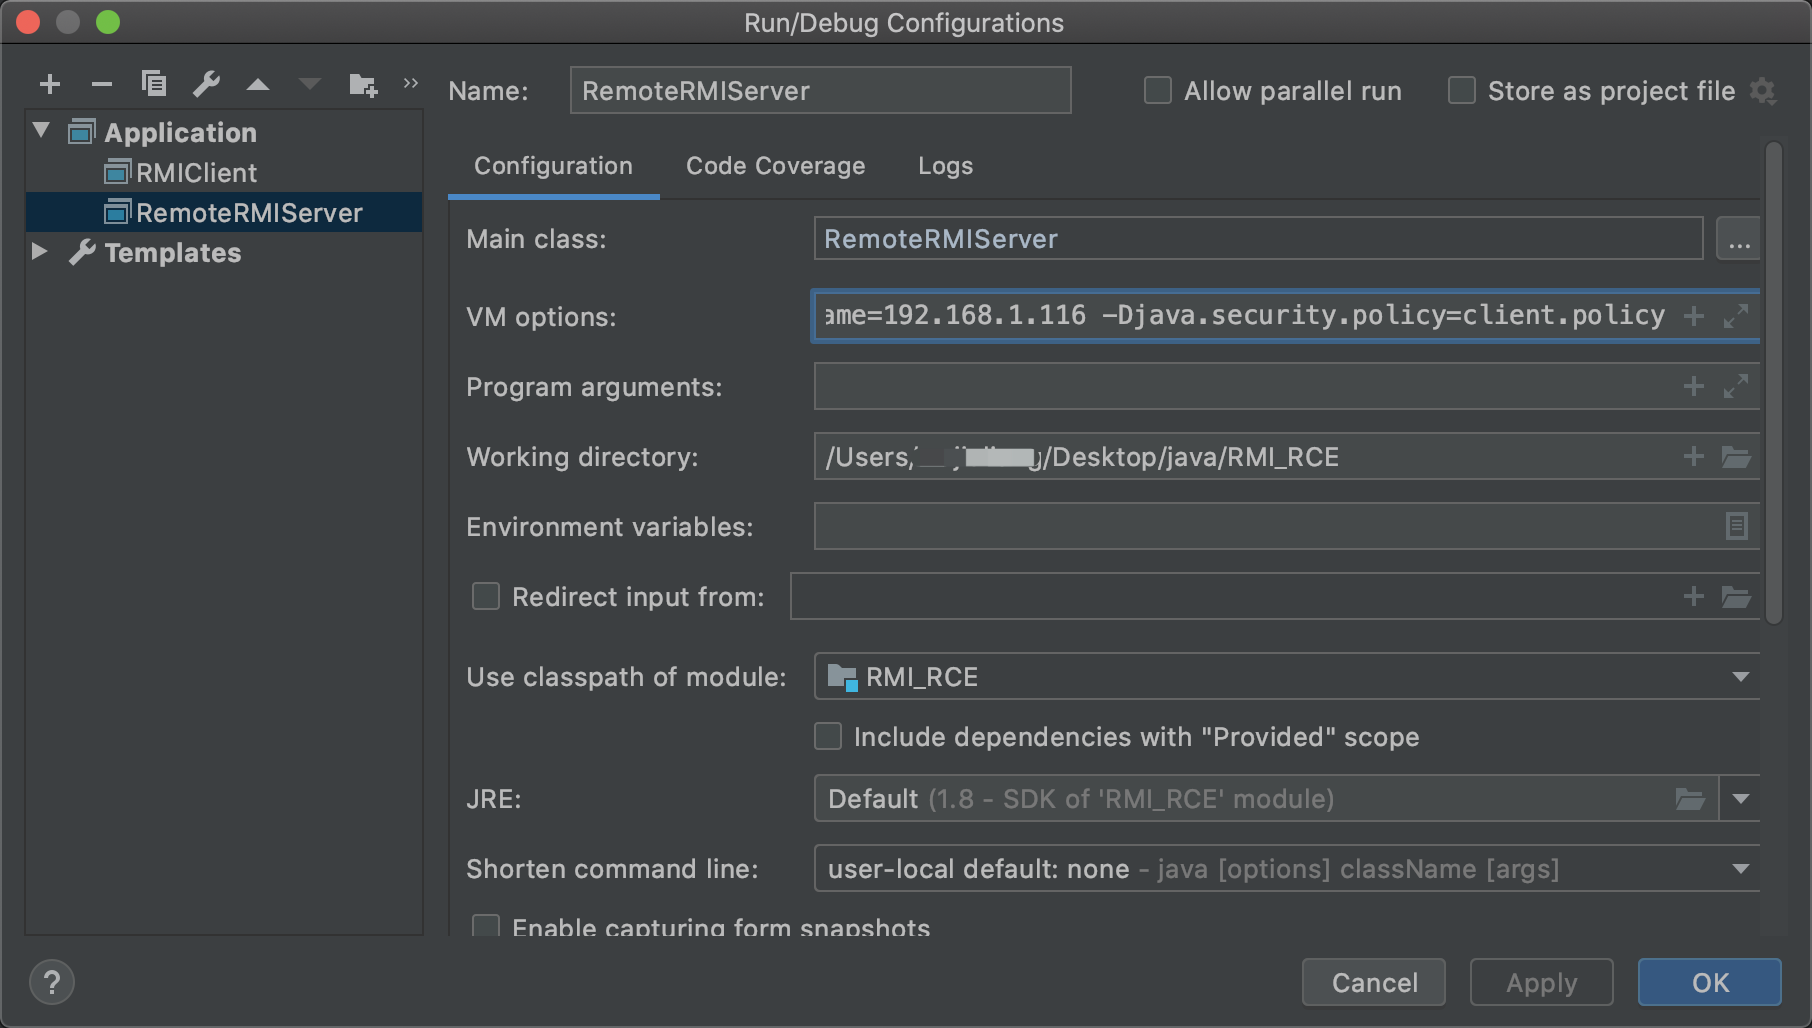 Run/Debug Configurations
Name: RemoteRMIServer Allow parallel run Store as project file
Application
RMIClient
RemoteRMIServer
Templates
Configuration Code Coverage Logs
Main class: RemoteRMIServer ...
VM options: ame=192.168.1.116 -Djava.security.policy=client.policy
Program arguments:
Working directory: /Users/ /Desktop/java/RMI_RCE
Environment variables:
Redirect input from:
Use classpath of module: RMI_RCE
Include dependencies with "Provided" scope
JRE: Default (1.8 - SDK of 'RMI_RCE' module)
Shorten command line: user-local default: none - java [options] className [args]
Enable capturing form snapshots
? Cancel Apply OK